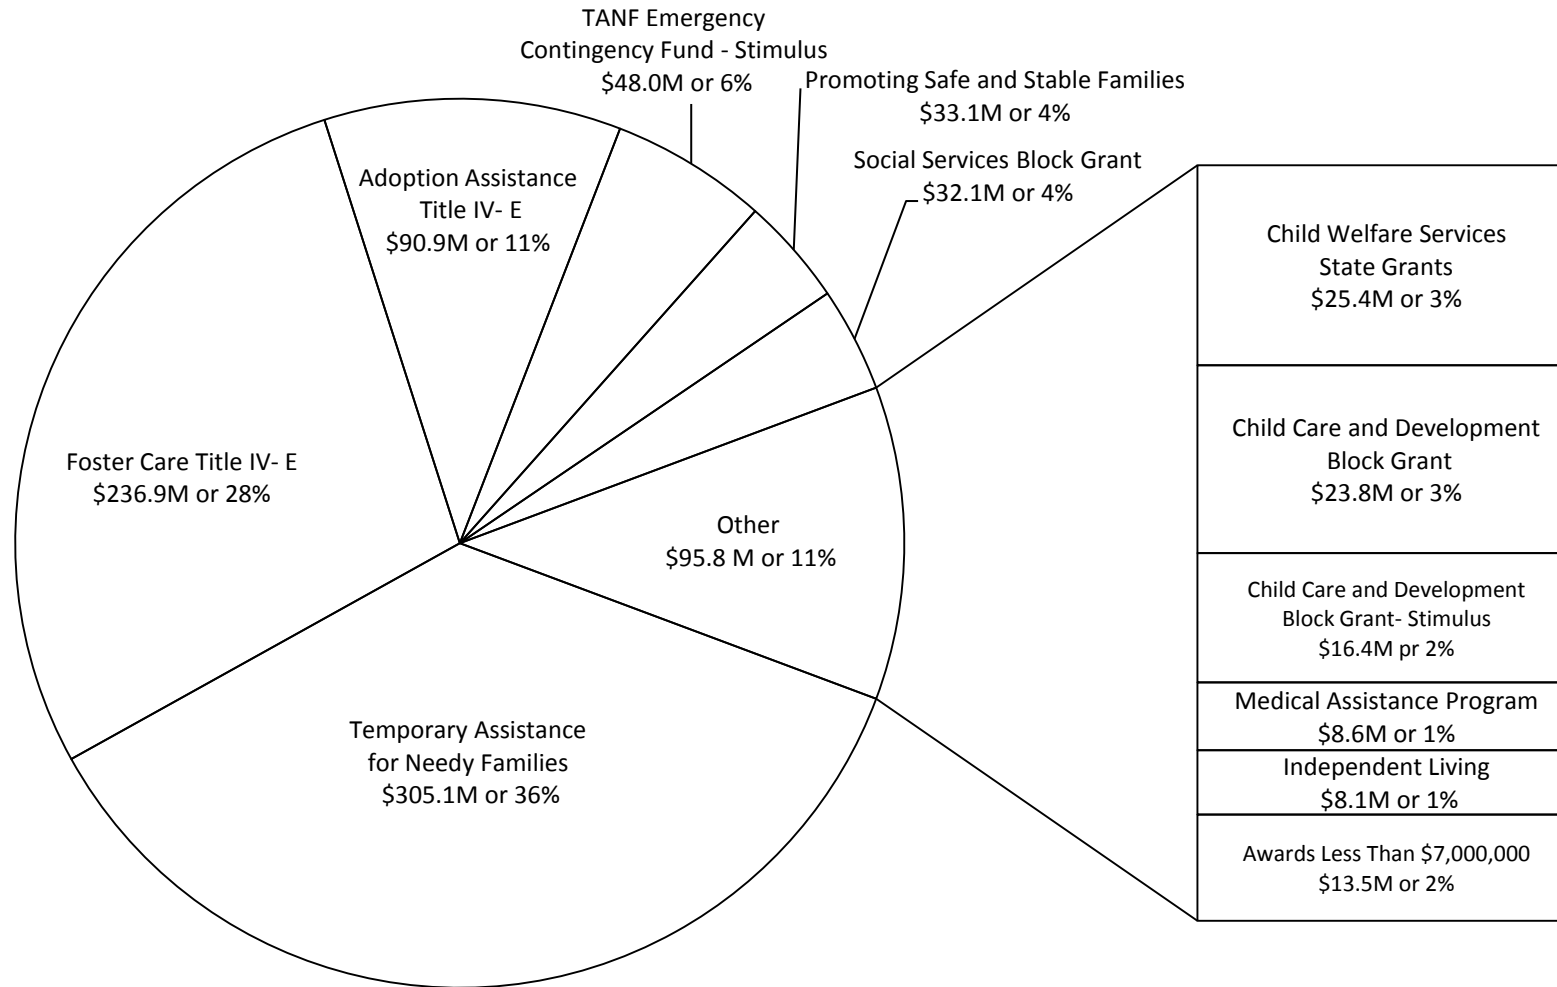 TANF Emergency
Contingency Fund - Stimulus
$48.0M or 6%
Promoting Safe and Stable Families
$33.1M or 4%
Social Services Block Grant
$32.1M or 4%
Adoption Assistance
Title IV- E
$90.9M or 11%
Foster Care Title IV- E
$236.9M or 28%
Other
$95.8 M or 11%
Temporary Assistance
for Needy Families
$305.1M or 36%
Child Welfare Services
State Grants
$25.4M or 3%
Child Care and Development
Block Grant
$23.8M or 3%
Child Care and Development
Block Grant- Stimulus
$16.4M pr 2%
Medical Assistance Program
$8.6M or 1%
Independent Living
$8.1M or 1%
Awards Less Than $7,000,000
$13.5M or 2%